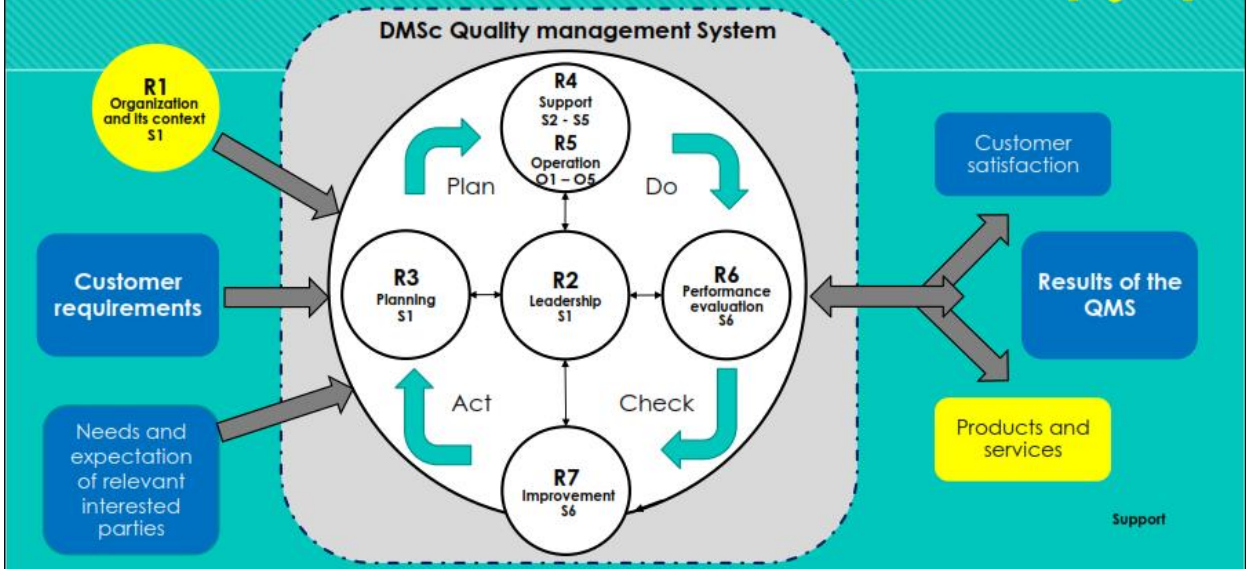 DMSc Quality management System
R1
Organization
and its context
S1
Customer
requirements
Needs and
expectation
of relevant
interested
parties
R4
Support
S2 - S5
R5
Operation
O1 – O5
Plan
Do
R3
Planning
S1
R2
Leadership
S1
R6
Performance
evaluation
S6
Act
Check
R7
Improvement
S6
Customer
satisfaction
Results of the
QMS
Products and
services
Support